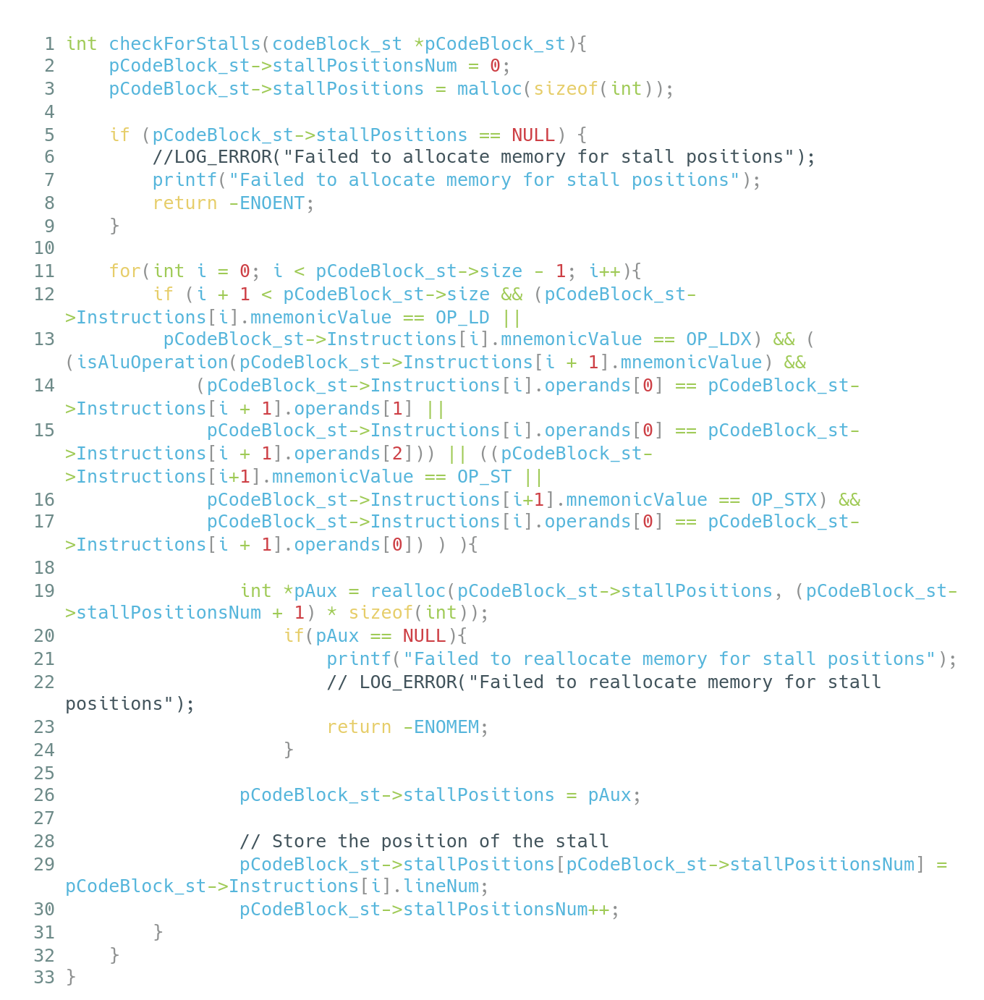 1 int checkForStalls(codeBlock_st *pCodeBlock_st){
2     pCodeBlock_st->stallPositionsNum = 0;
3     pCodeBlock_st->stallPositions = malloc(sizeof(int));
4
5     if (pCodeBlock_st->stallPositions == NULL) {
6         //LOG_ERROR("Failed to allocate memory for stall positions");
7         printf("Failed to allocate memory for stall positions");
8         return -ENOENT;
9     }
10
11     for(int i = 0; i < pCodeBlock_st->size - 1; i++){
12         if (i + 1 < pCodeBlock_st->size && (pCodeBlock_st-
>Instructions[i].mnemonicValue == OP_LD ||
13          pCodeBlock_st->Instructions[i].mnemonicValue == OP_LDX) && (
(isAluOperation(pCodeBlock_st->Instructions[i + 1].mnemonicValue) &&
14             (pCodeBlock_st->Instructions[i].operands[0] == pCodeBlock_st-
>Instructions[i + 1].operands[1] ||
15              pCodeBlock_st->Instructions[i].operands[0] == pCodeBlock_st-
>Instructions[i + 1].operands[2])) || ((pCodeBlock_st-
>Instructions[i+1].mnemonicValue == OP_ST ||
16              pCodeBlock_st->Instructions[i+1].mnemonicValue == OP_STX) &&
17              pCodeBlock_st->Instructions[i].operands[0] == pCodeBlock_st-
>Instructions[i + 1].operands[0]) ) ){
18
19                 int *pAux = realloc(pCodeBlock_st->stallPositions, (pCodeBlock_st-
>stallPositionsNum + 1) * sizeof(int));
20                     if(pAux == NULL){
21                         printf("Failed to reallocate memory for stall positions");
22                         // LOG_ERROR("Failed to reallocate memory for stall
positions");
23                         return -ENOMEM;
24                     }
25
26                 pCodeBlock_st->stallPositions = pAux;
27
28                 // Store the position of the stall
29                 pCodeBlock_st->stallPositions[pCodeBlock_st->stallPositionsNum] =
pCodeBlock_st->Instructions[i].lineNum;
30                 pCodeBlock_st->stallPositionsNum++;
31         }
32     }
33 }